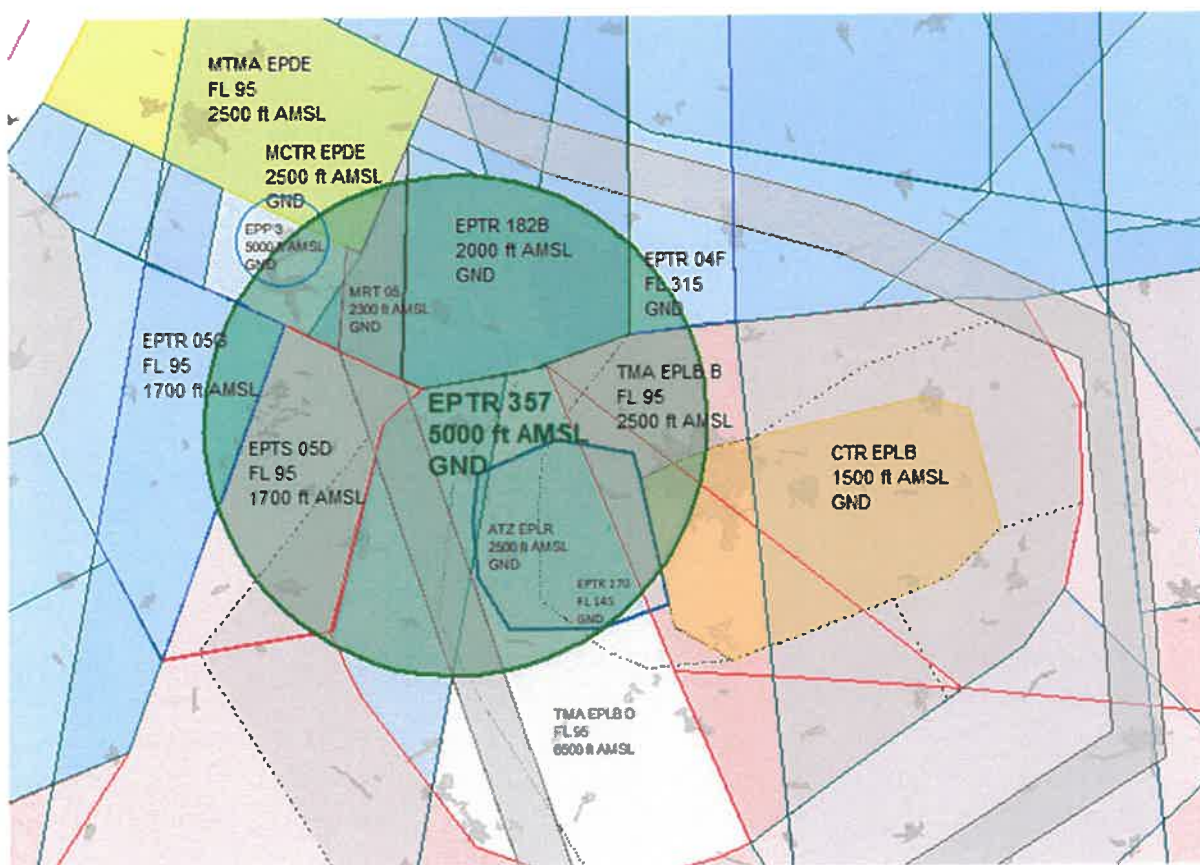 MTMA EPDE
FL 95
2500 ft AMSL
MCTR EPDE
2500 ft AMSL
GND
EPP 3
5000 ft AMSL
GND
EPTR 182B
2000 ft AMSL
GND
EPTR 04F
FL 315
GND
MRT 05
2300 ft AMSL
GND
EPTR 05G
FL 95
1700 ft AMSL
TMA EPLB B
FL 95
2500 ft AMSL
EPTR 357
5000 ft AMSL
GND
EPTS 05D
FL 95
1700 ft AMSL
CTR EPLB
1500 ft AMSL
GND
ATZ EPLR
2500 ft AMSL
GND
EPTR 170
FL 145
GND
TMA EPLB D
FL 95
6500 ft AMSL